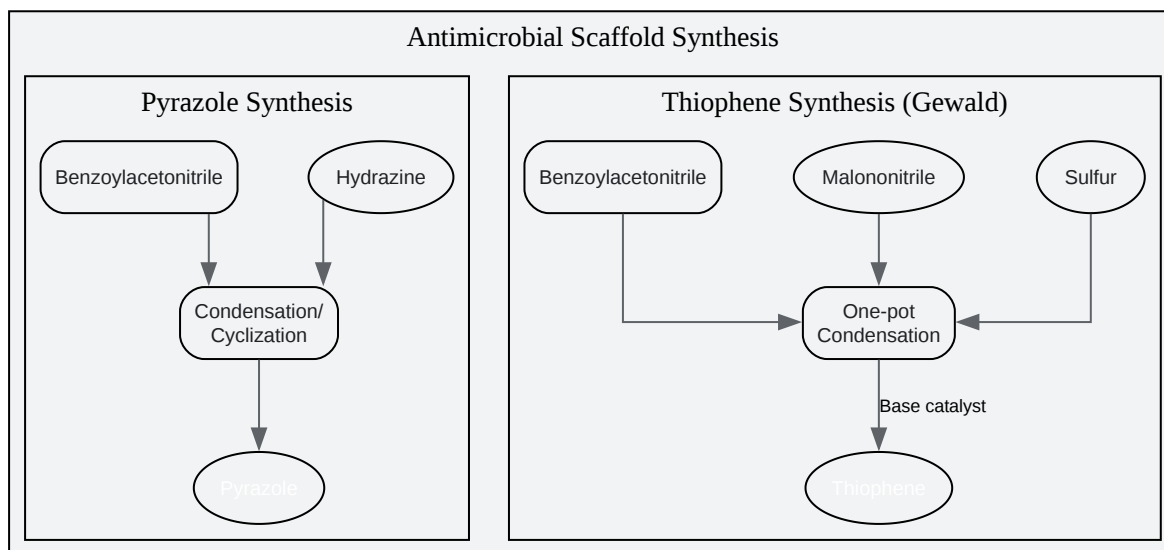 Antimicrobial Scaffold Synthesis
Pyrazole Synthesis
Benzoylacetonitrile
Hydrazine
Condensation/
Cyclization
Pyrazole
Thiophene Synthesis (Gewald)
Benzoylacetonitrile
Malononitrile
Sulfur
One-pot
Condensation
Base catalyst
Thiophene